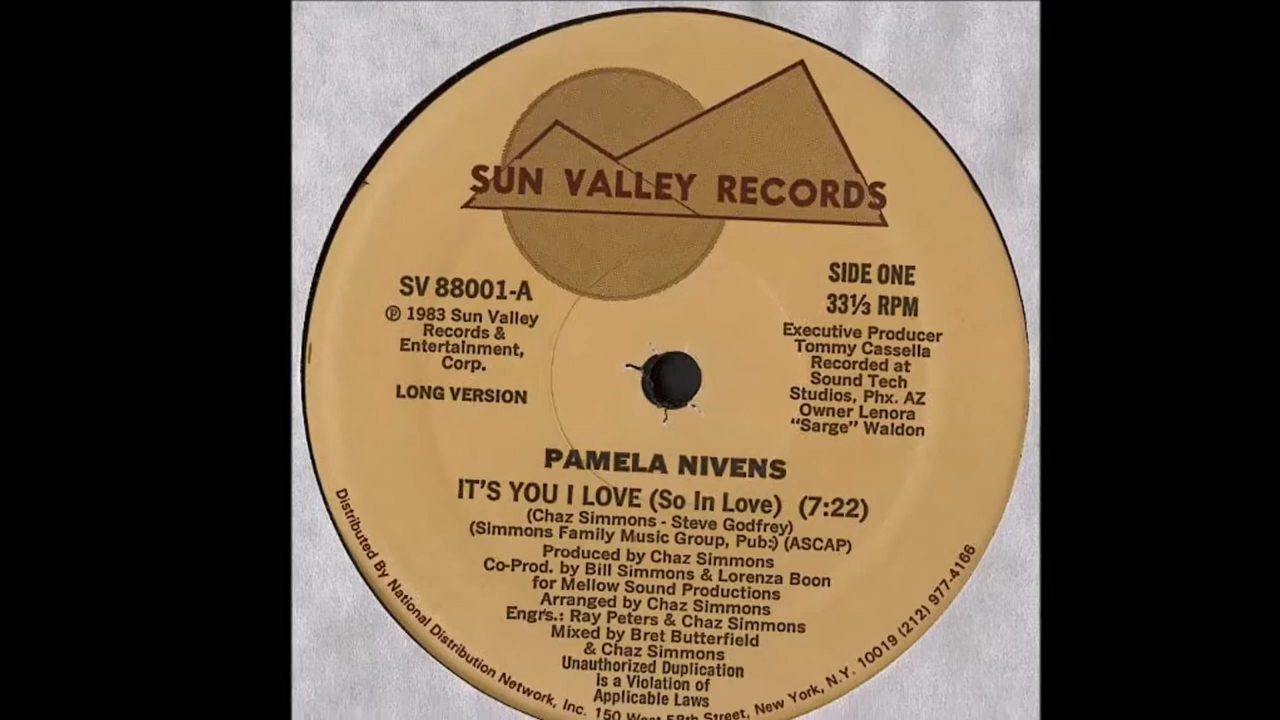 SUN VALLEY RECORDS
SV 88001-A
℗ 1983 Sun Valley
Records &
Entertainment,
Corp.
LONG VERSION
SIDE ONE
33⅓ RPM
Executive Producer
Tommy Cassella
Recorded at
Sound Tech
Studios, Phx. AZ
Owner Lenora
"Sarge" Waldon
PAMELA NIVENS
IT'S YOU I LOVE (So In Love) (7:22)
(Chaz Simmons - Steve Godfrey)
(Simmons Family Music Group, Pub:) (ASCAP)
Produced by Chaz Simmons
Co-Prod. by Bill Simmons & Lorenza Boon
for Mellow Sound Productions
Arranged by Chaz Simmons
Engrs.: Ray Peters & Chaz Simmons
Mixed by Bret Butterfield
& Chaz Simmons
Unauthorized Duplication
is a Violation of
Applicable Laws
Distributed By National Distribution Network, Inc. 150 West 58th Street, New York, N.Y. 10019 (212) 977-4166